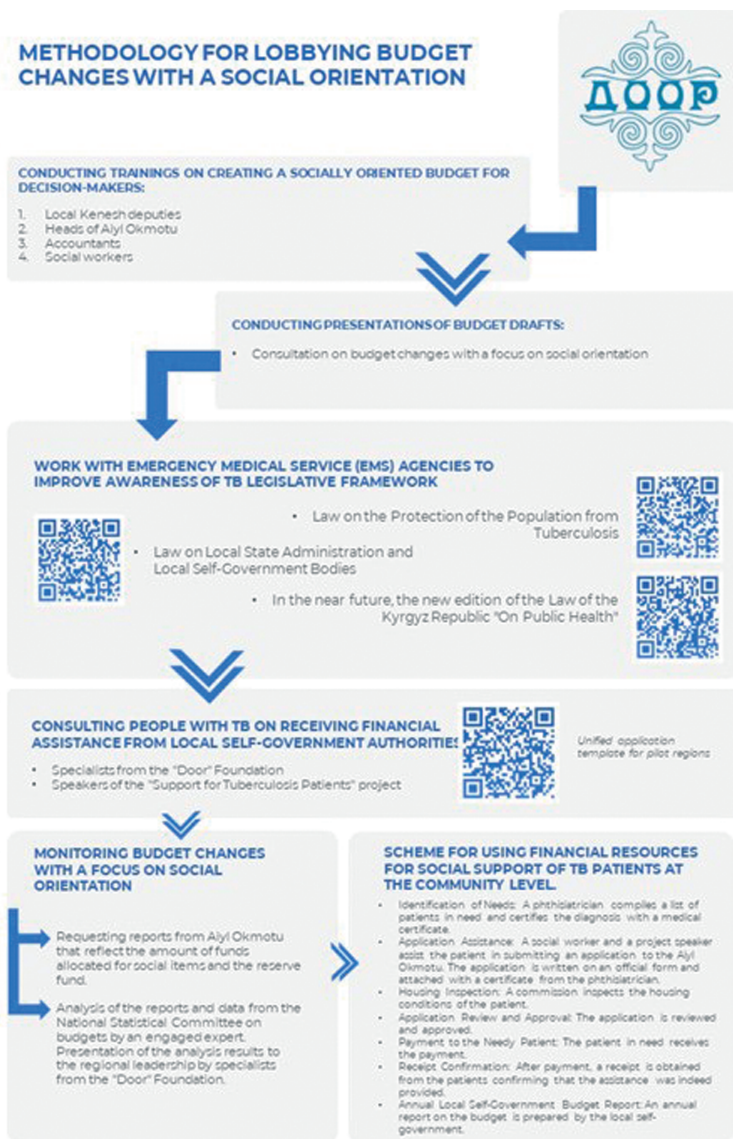 METHODOLOGY FOR LOBBYING BUDGET
CHANGES WITH A SOCIAL ORIENTATION
ДООР
CONDUCTING TRAININGS ON CREATING A SOCIALLY ORIENTED BUDGET FOR
DECISION-MAKERS:
1. Local Kenesh deputies
2. Heads of Aiyl Okmotu
3. Accountants
4. Social workers
CONDUCTING PRESENTATIONS OF BUDGET DRAFTS:
• Consultation on budget changes with a focus on social orientation
WORK WITH EMERGENCY MEDICAL SERVICE (EMS) AGENCIES TO
IMPROVE AWARENESS OF TB LEGISLATIVE FRAMEWORK
• Law on the Protection of the Population from
Tuberculosis
• Law on Local State Administration and
Local Self-Government Bodies
• In the near future, the new edition of the Law of the
Kyrgyz Republic "On Public Health"
CONSULTING PEOPLE WITH TB ON RECEIVING FINANCIAL
ASSISTANCE FROM LOCAL SELF-GOVERNMENT AUTHORITIES
• Specialists from the "Door" Foundation
• Speakers of the "Support for Tuberculosis Patients" project
Unified application
template for pilot regions
MONITORING BUDGET CHANGES
WITH A FOCUS ON SOCIAL
ORIENTATION
Requesting reports from Aiyl Okmotu
that reflect the amount of funds
allocated for social items and the reserve
fund.
Analysis of the reports and data from the
National Statistical Committee on
budgets by an engaged expert.
Presentation of the analysis results to
the regional leadership by specialists
from the "Door" Foundation.
SCHEME FOR USING FINANCIAL RESOURCES
FOR SOCIAL SUPPORT OF TB PATIENTS AT
THE COMMUNITY LEVEL.
• Identification of Needs: A phthisiatrician compiles a list of
patients in need and certifies the diagnosis with a medical
certificate.
• Application Assistance: A social worker and a project speaker
assist the patient in submitting an application to the Aiyl
Okmotu. The application is written on an official form and
attached with a certificate from the phthisiatrician.
• Housing Inspection: A commission inspects the housing
conditions of the patient.
• Application Review and Approval: The application is reviewed
and approved.
• Payment to the Needy Patient: The patient in need receives
the payment.
• Receipt Confirmation: After payment, a receipt is obtained
from the patients confirming that the assistance was indeed
provided.
• Annual Local Self-Government Budget Report: An annual
report on the budget is prepared by the local self-
government.